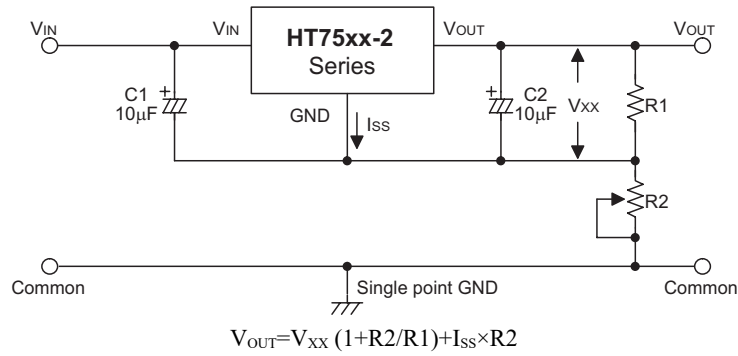 VIN VIN HT75xx-2 VOUT VOUT
Series
C1 C2
10μF GND ISS 10μF VXX R1
R2
Common Single point GND Common
VOUT=VXX (1+R2/R1)+ISS×R2